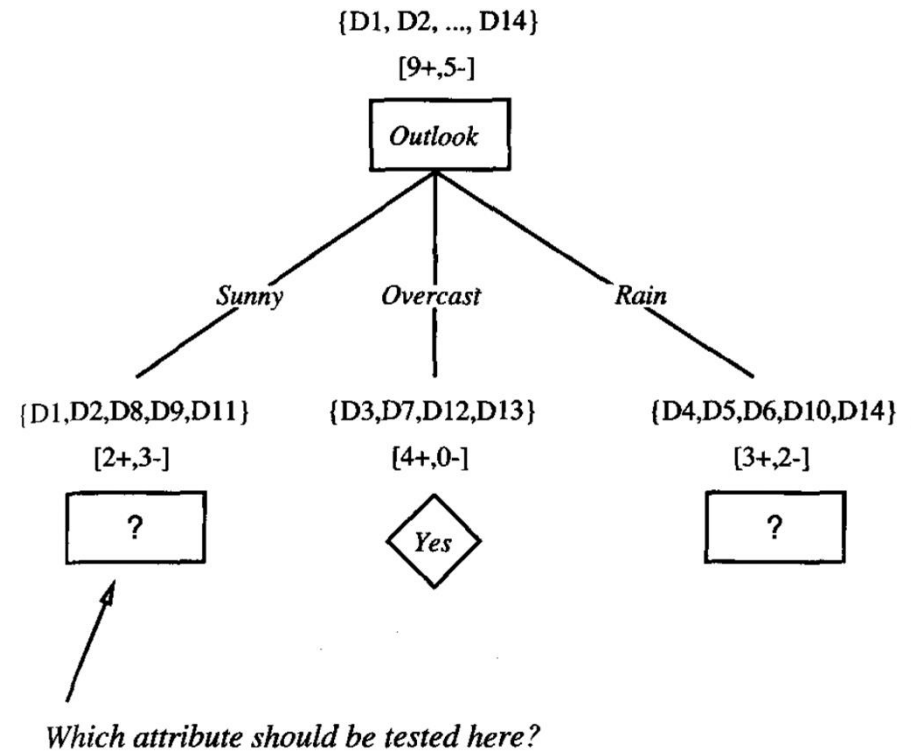 {D1, D2, ..., D14}
[9+,5-]
Outlook
Sunny
Overcast
Rain
{D1,D2,D8,D9,D11}
{D3,D7,D12,D13}
{D4,D5,D6,D10,D14}
[2+,3-]
[4+,0-]
[3+,2-]
?
Yes
?
Which attribute should be tested here?